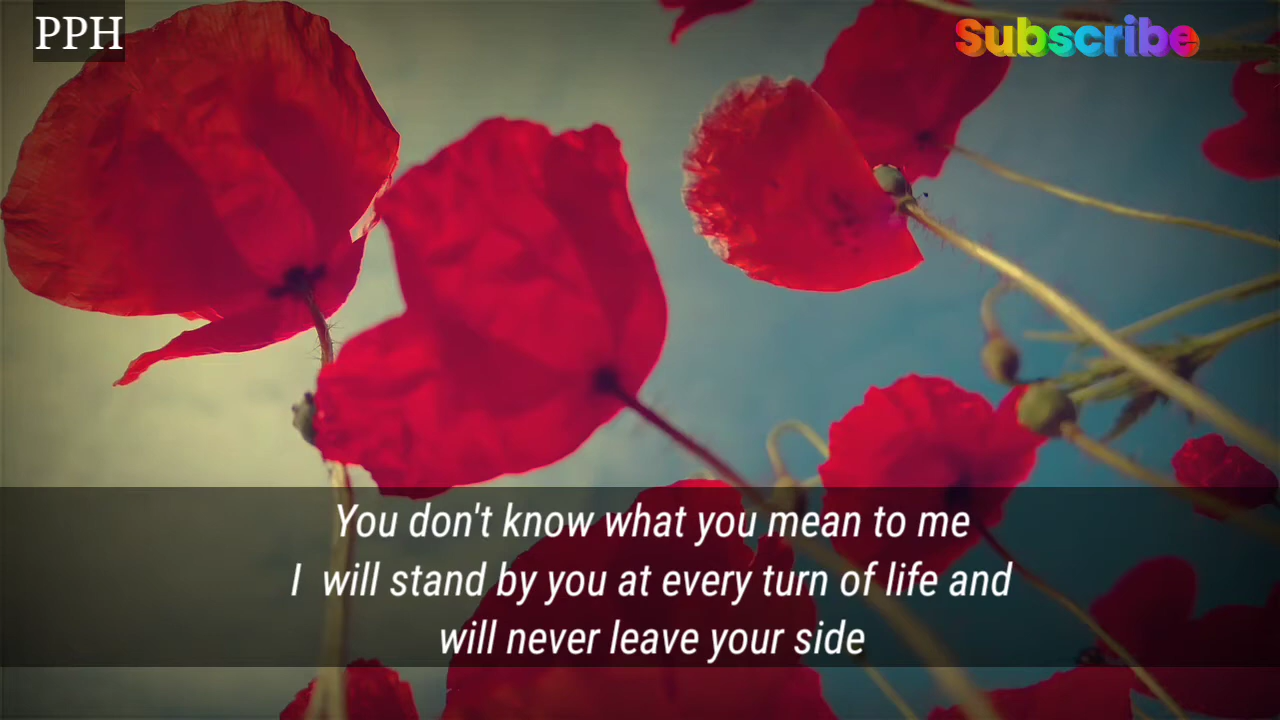 PPH
Subscribe
You don't know what you mean to me
I will stand by you at every turn of life and
will never leave your side